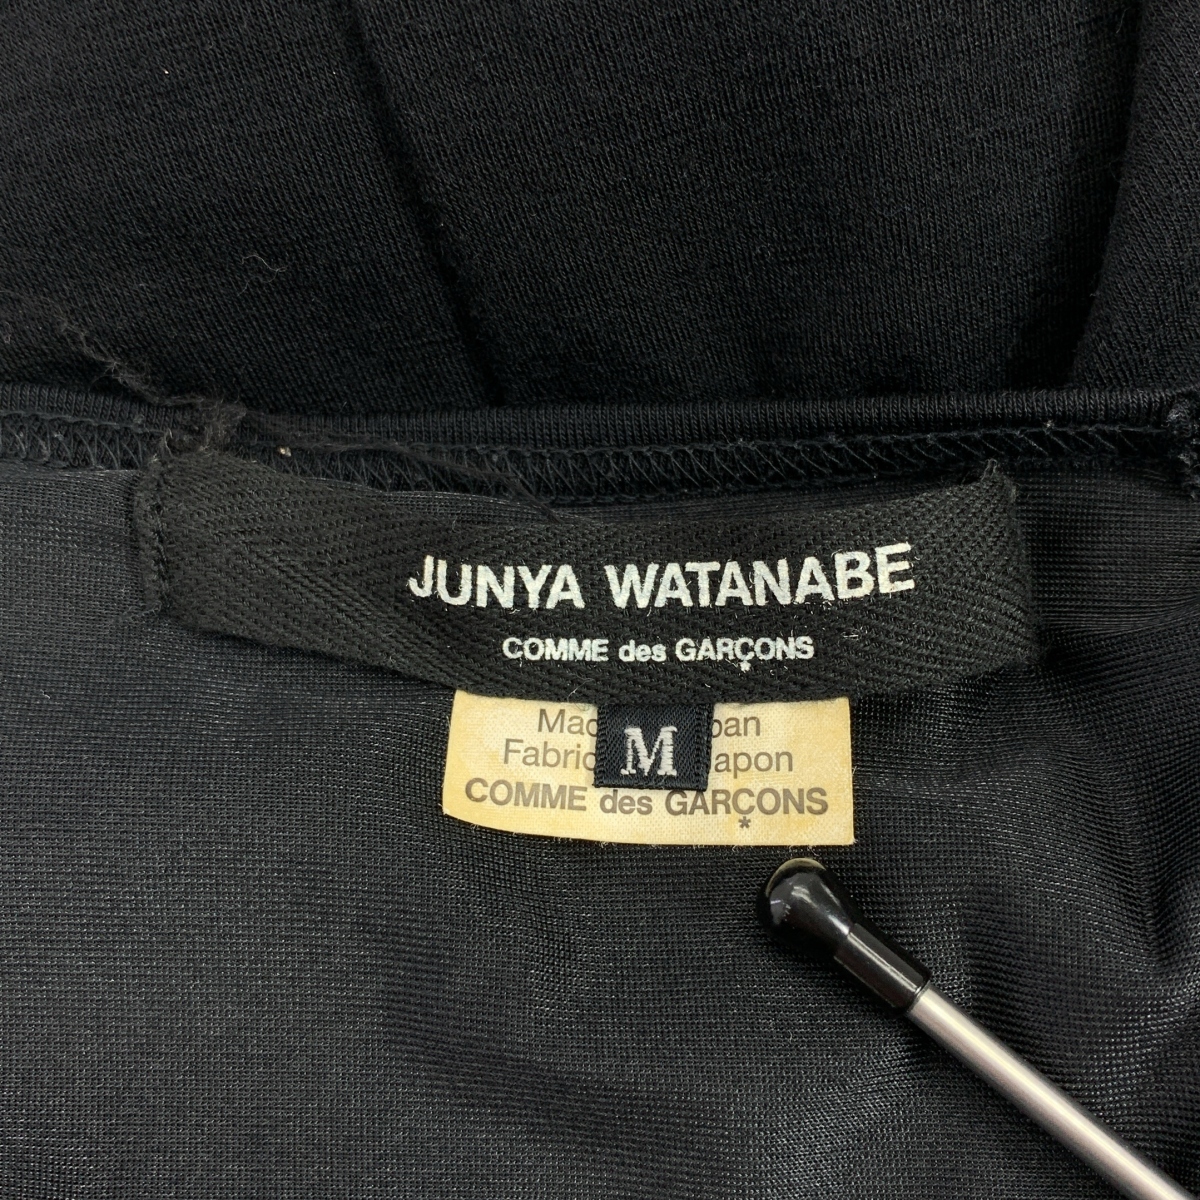 JUNYA WATANABE
COMME des GARÇONS
*
M
COMME des GARÇONS
*